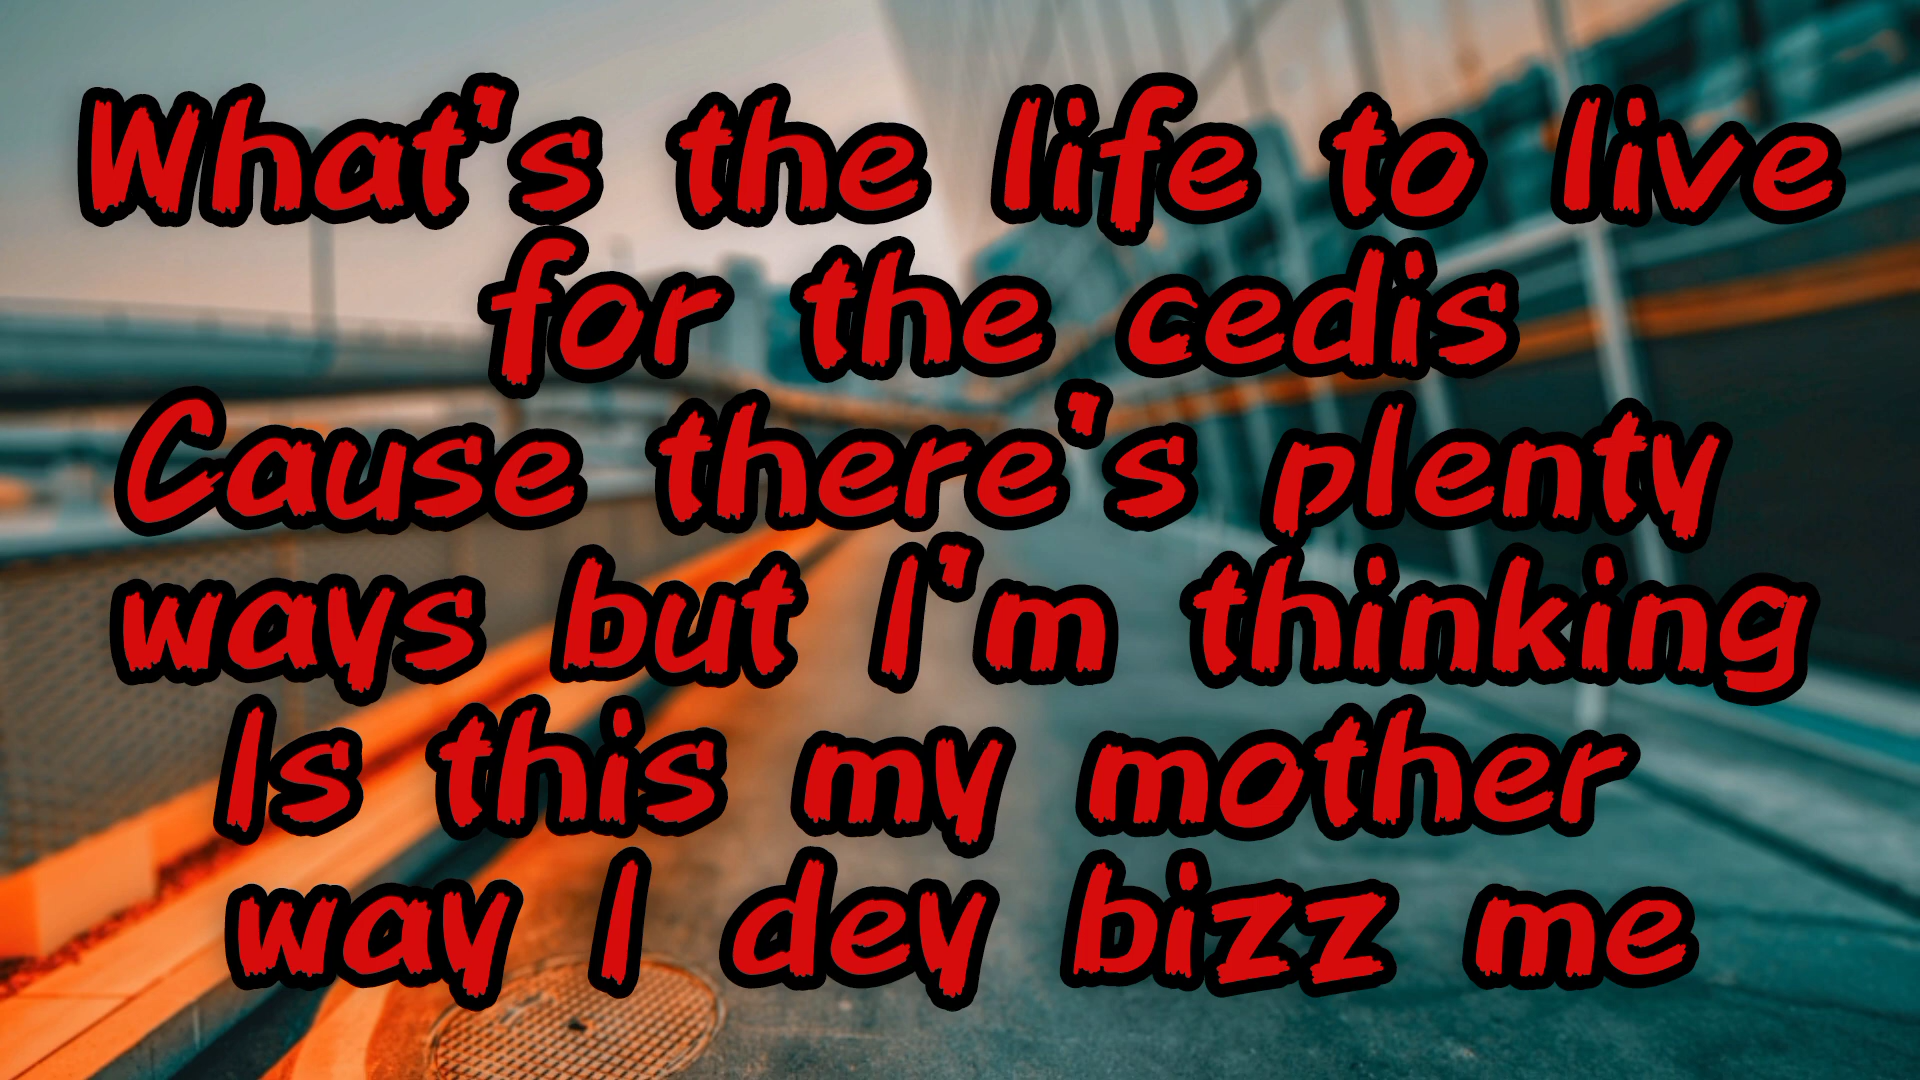 What's the life to live
for the cedis
Cause there's plenty
ways but I'm thinking
Is this my mother
way I dey bizz me